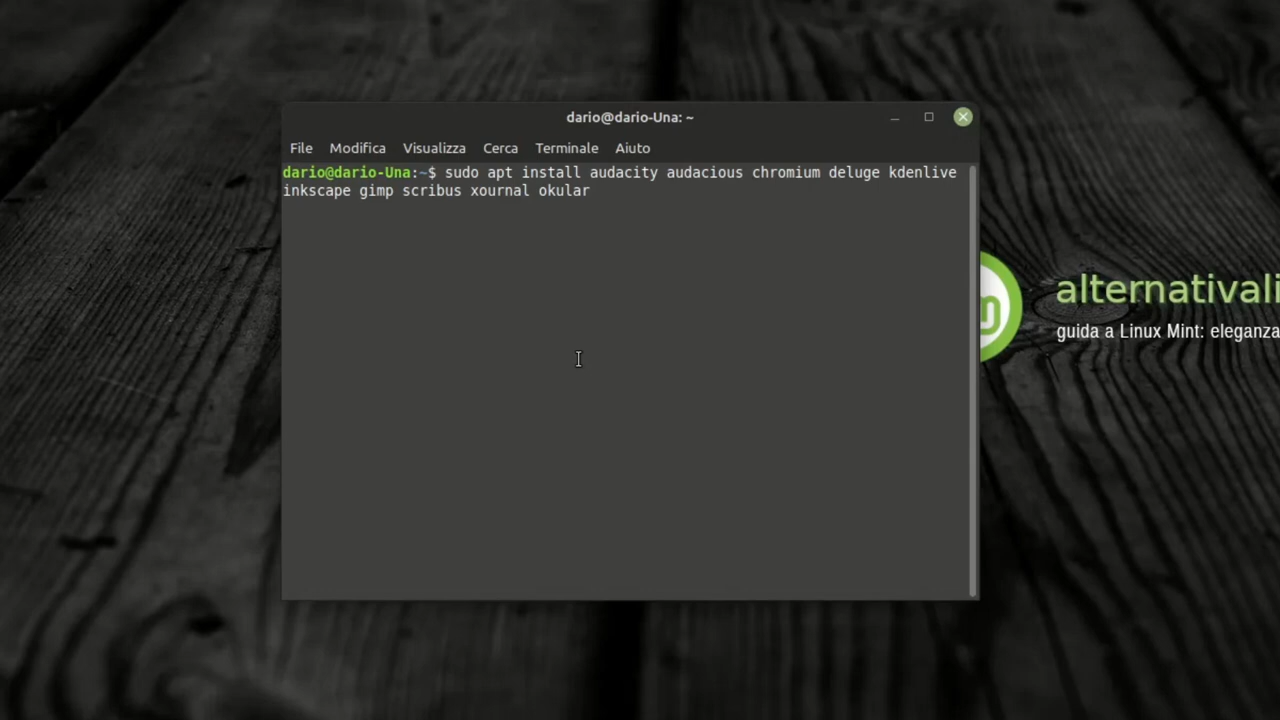 dario@dario-Una: ~
File Modifica Visualizza Cerca Terminale Aiuto
dario@dario-Una:~$ sudo apt install audacity audacious chromium deluge kdenlive
inkscape gimp scribus xournal okular
alternativali
guida a Linux Mint: eleganza